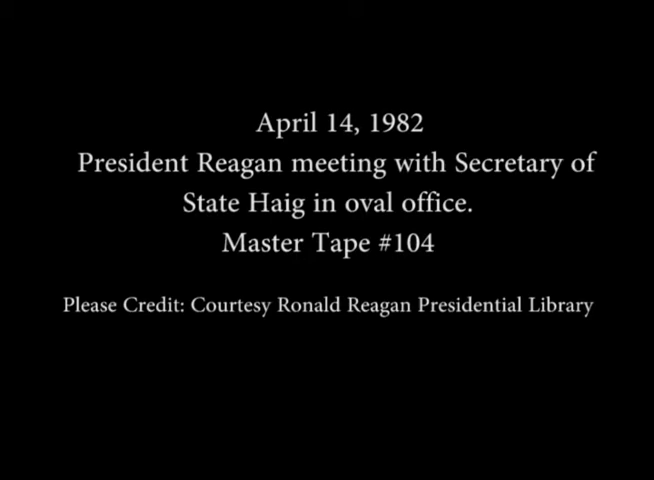 April 14, 1982
President Reagan meeting with Secretary of
State Haig in oval office.
Master Tape #104
Please Credit: Courtesy Ronald Reagan Presidential Library